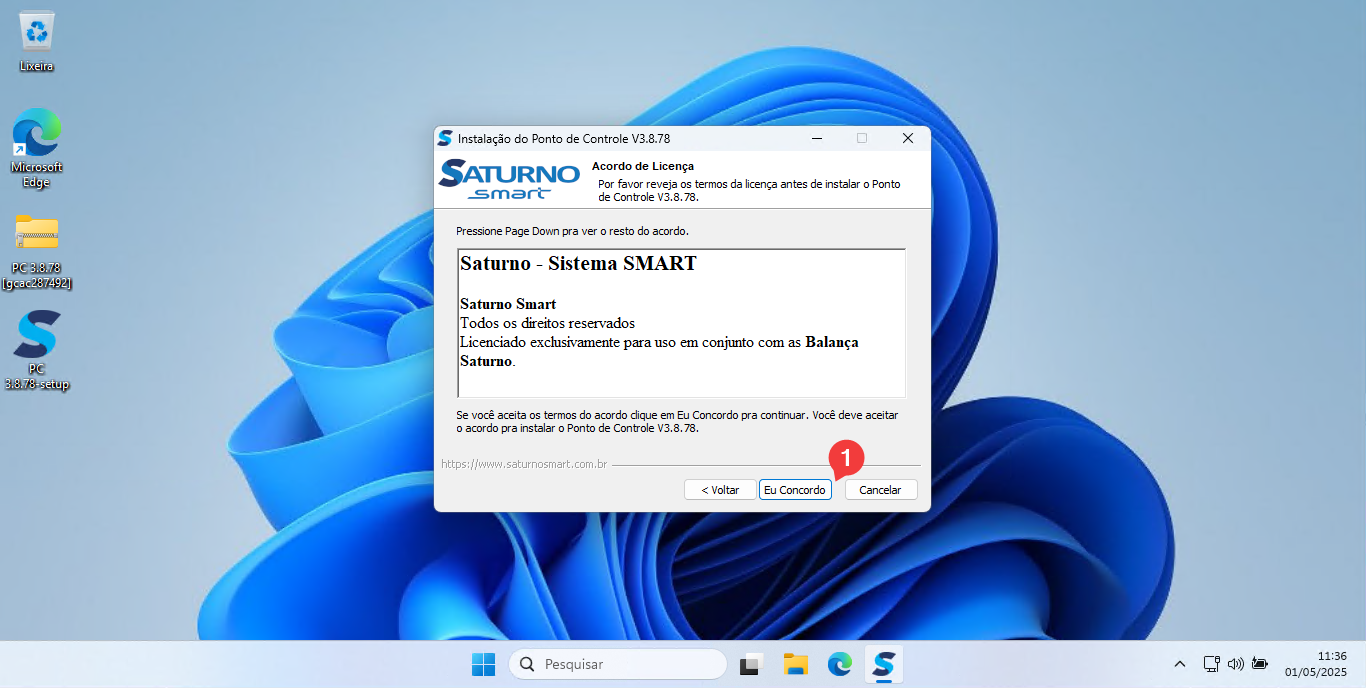 Lixeira
Microsoft
Edge
PC 3.8.78
[gcac287492]
PC
3.8.78-setup
Instalação do Ponto de Controle V3.8.78
SATURNO
smart
Acordo de Licença
Por favor reveja os termos da licença antes de instalar o Ponto
de Controle V3.8.78.
Pressione Page Down pra ver o resto do acordo.
Saturno - Sistema SMART
Saturno Smart
Todos os direitos reservados
Licenciado exclusivamente para uso em conjunto com as Balança
Saturno.
Se você aceita os termos do acordo clique em Eu Concordo pra continuar. Você deve aceitar
o acordo pra instalar o Ponto de Controle V3.8.78.
https://www.saturnosmart.com.br
1
< Voltar
Eu Concordo
Cancelar
Pesquisar
11:36
01/05/2025